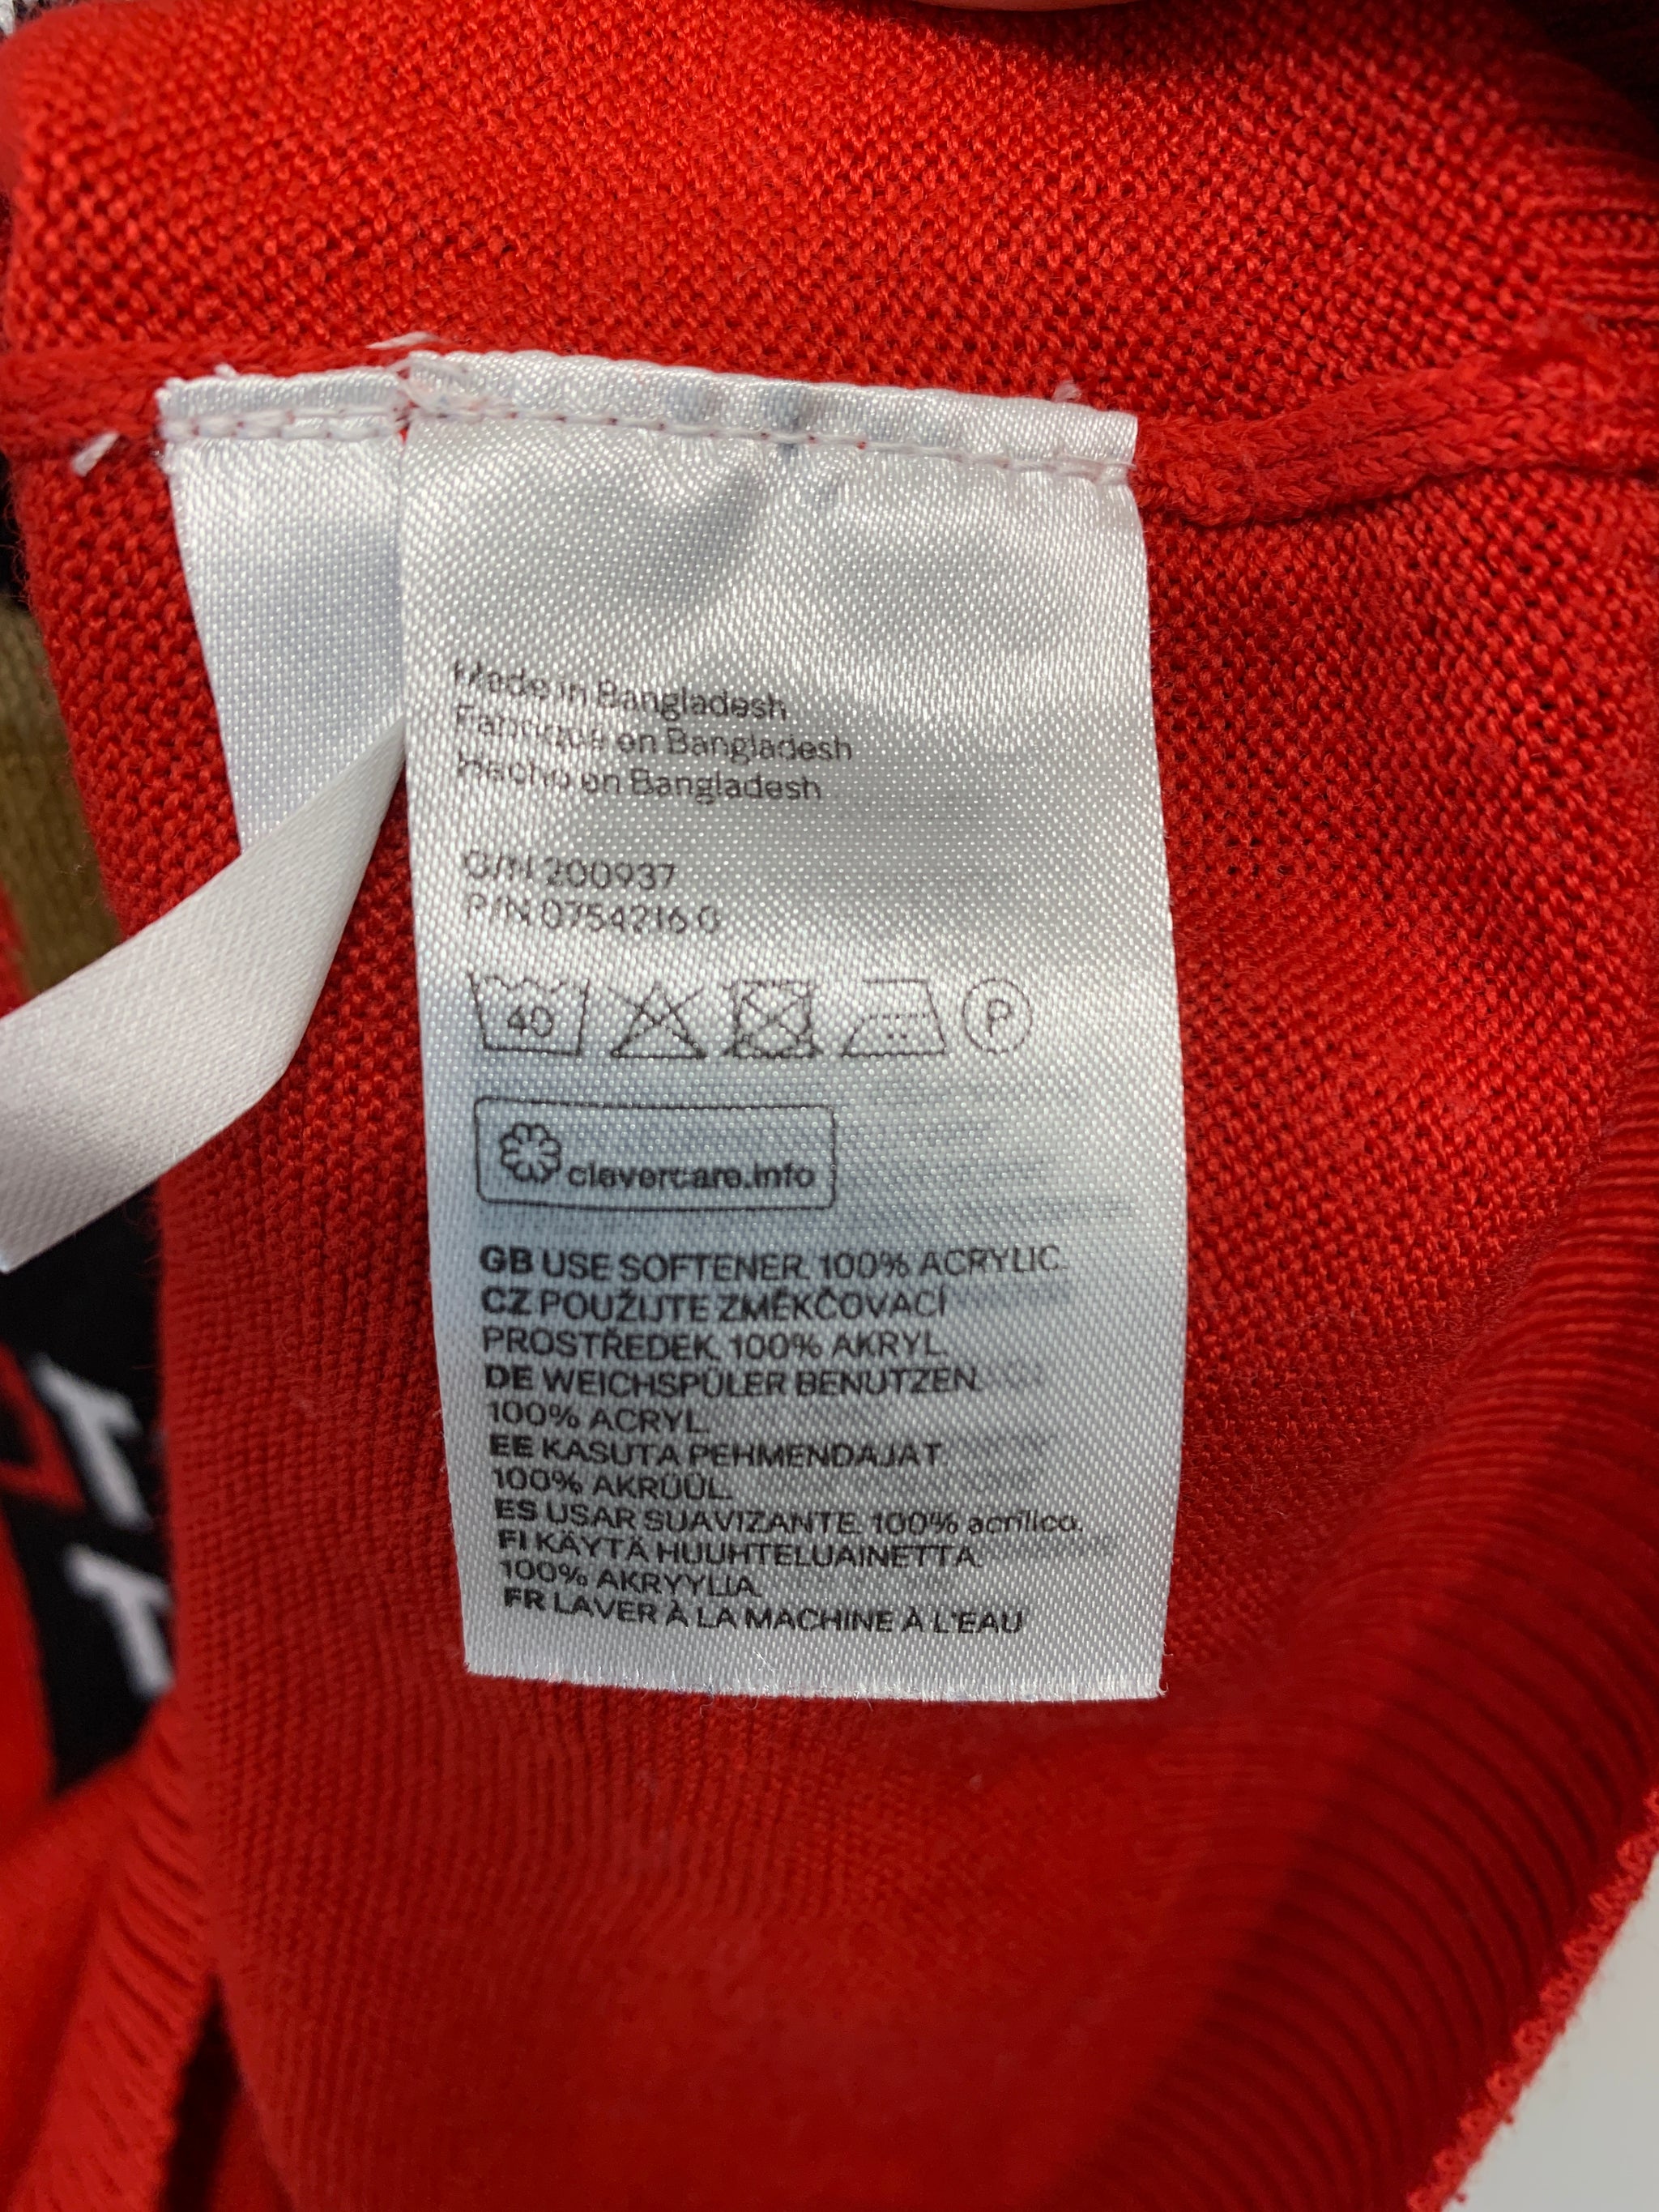 Made in Bangladesh
Fabriqué en Bangladesh
Hecho en Bangladesh
O/N 200937
P/N 0754216.0
40
P
clevercare.info
GB USE SOFTENER. 100% ACRYLIC.
CZ POUŽIJTE ZMĚKČOVACÍ
PROSTŘEDEK. 100% AKRYL.
DE WEICHSPÜLER BENUTZEN.
100% ACRYL.
EE KASUTA PEHMENDAJAT.
100% AKRÜÜL.
ES USAR SUAVIZANTE. 100% acrílico.
FI KÄYTÄ HUUHTELUAINETTA.
100% AKRYYLIA.
FR LAVER À LA MACHINE À L'EAU